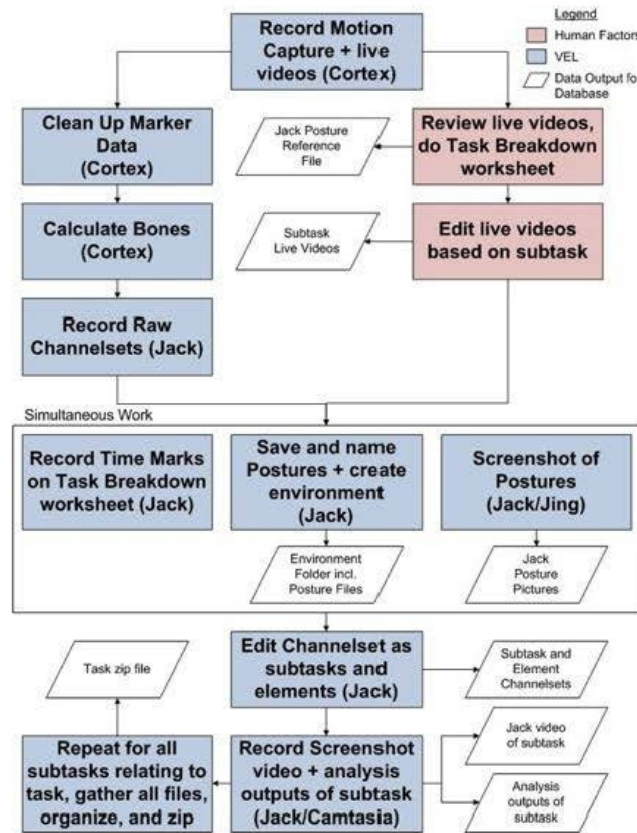 Legend
Human Factors
VEL
Data Output for
Database
Record Motion
Capture + live
videos (Cortex)
Clean Up Marker
Data
(Cortex)
Jack Posture
Reference
File
Review live videos,
do Task Breakdown
worksheet
Calculate Bones
(Cortex)
Subtask
Live Videos
Edit live videos
based on subtask
Record Raw
Channelsets (Jack)
Simultaneous Work
Record Time Marks
on Task Breakdown
worksheet (Jack)
Save and name
Postures + create
environment
(Jack)
Screenshot of
Postures
(Jack/Jing)
Environment
Folder incl.
Posture Files
Jack
Posture
Pictures
Task zip file
Edit Channelset as
subtasks and
elements (Jack)
Subtask and
Element
Channelsets
Repeat for all
subtasks relating to
task, gather all files,
organize, and zip
Record Screenshot
video + analysis
outputs of subtask
(Jack/Camtasia)
Jack video
of subtask
Analysis
outputs of
subtask